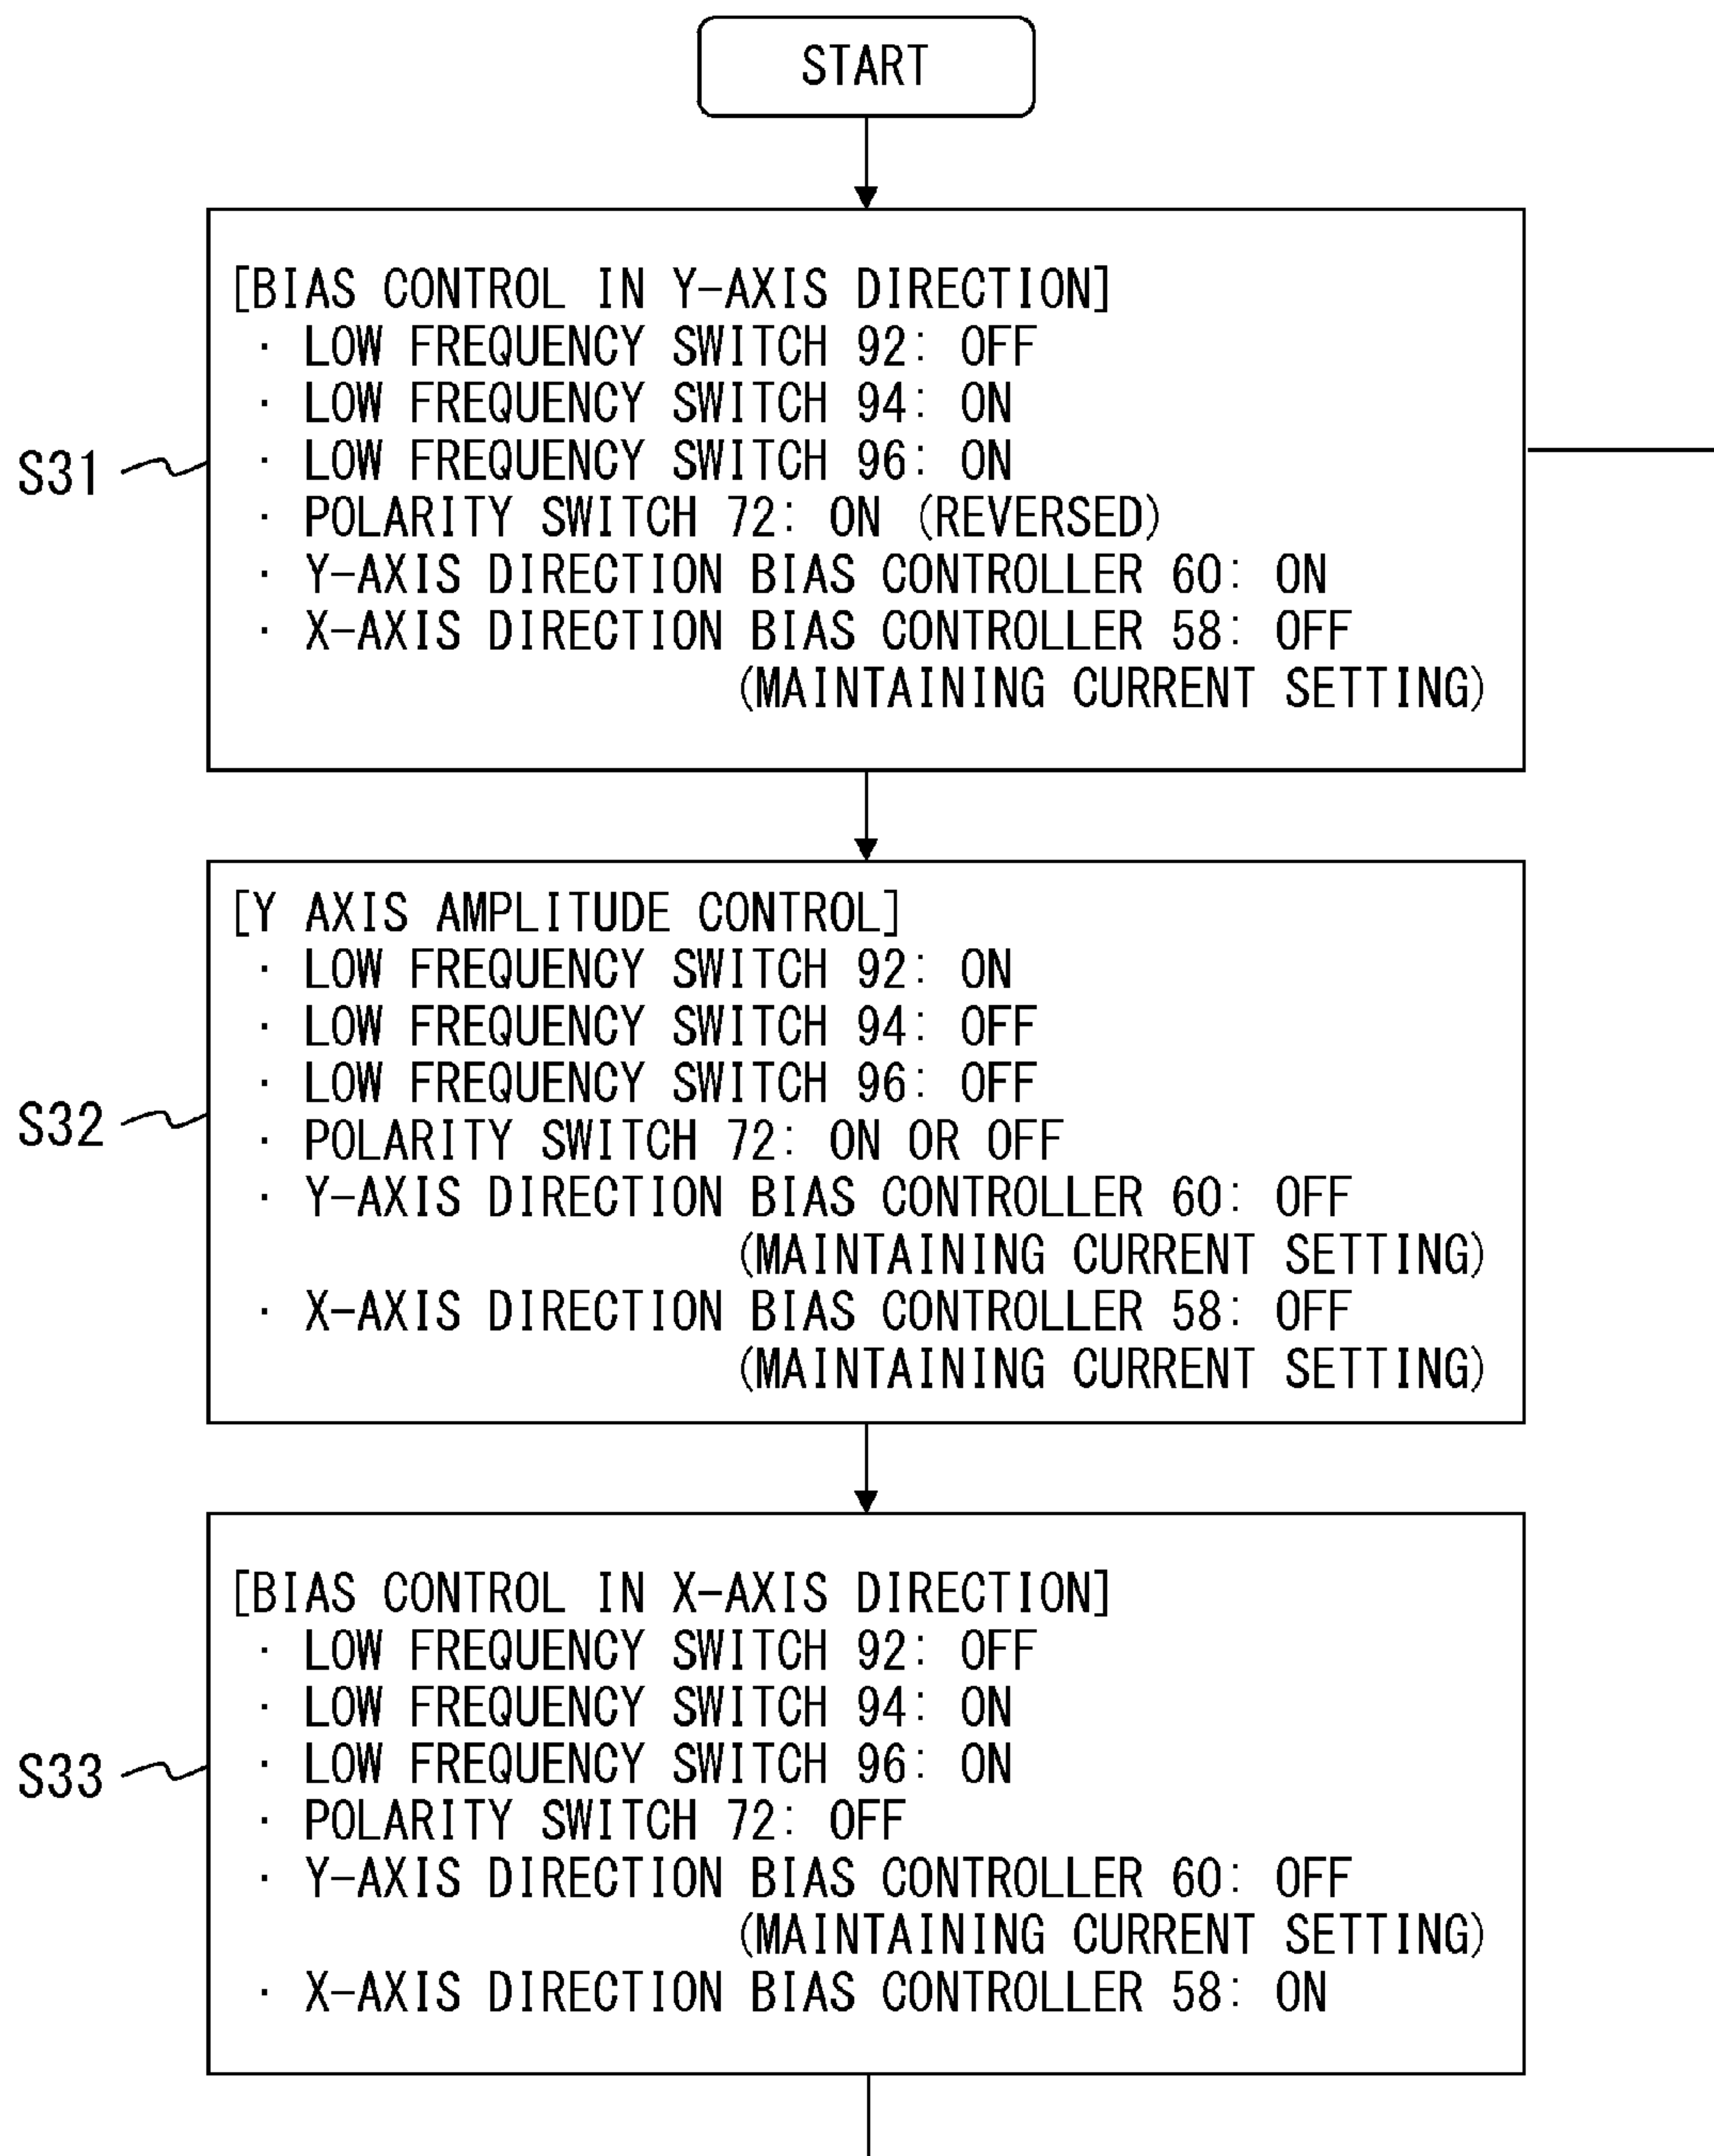 START
[BIAS CONTROL IN Y-AXIS DIRECTION]
· LOW FREQUENCY SWITCH 92: OFF
· LOW FREQUENCY SWITCH 94: ON
· LOW FREQUENCY SWITCH 96: ON
· POLARITY SWITCH 72: ON (REVERSED)
· Y-AXIS DIRECTION BIAS CONTROLLER 60: ON
· X-AXIS DIRECTION BIAS CONTROLLER 58: OFF
(MAINTAINING CURRENT SETTING)
S31
[Y AXIS AMPLITUDE CONTROL]
· LOW FREQUENCY SWITCH 92: ON
· LOW FREQUENCY SWITCH 94: OFF
· LOW FREQUENCY SWITCH 96: OFF
· POLARITY SWITCH 72: ON OR OFF
· Y-AXIS DIRECTION BIAS CONTROLLER 60: OFF
(MAINTAINING CURRENT SETTING)
· X-AXIS DIRECTION BIAS CONTROLLER 58: OFF
(MAINTAINING CURRENT SETTING)
S32
[BIAS CONTROL IN X-AXIS DIRECTION]
· LOW FREQUENCY SWITCH 92: OFF
· LOW FREQUENCY SWITCH 94: ON
· LOW FREQUENCY SWITCH 96: ON
· POLARITY SWITCH 72: OFF
· Y-AXIS DIRECTION BIAS CONTROLLER 60: OFF
(MAINTAINING CURRENT SETTING)
· X-AXIS DIRECTION BIAS CONTROLLER 58: ON
S33